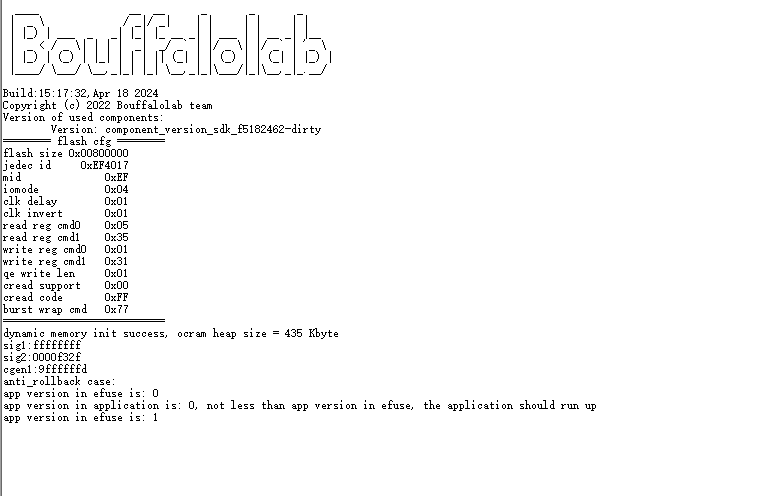 Bouffalolab
Build:15:17:32,Apr 18 2024
Copyright (c) 2022 Bouffalolab team
Version of used components:
Version: component_version_sdk_f5182462-dirty
======== flash cfg ========
flash size 0x00800000
jedec id 0xEF4017
mid 0xEF
iomode 0x04
clk delay 0x01
clk invert 0x01
read reg cmd0 0x05
read reg cmd1 0x35
write reg cmd0 0x01
write reg cmd1 0x31
qe write len 0x01
cread support 0x00
cread code 0xFF
burst wrap cmd 0x77
===========================
dynamic memory init success, ocram heap size = 435 Kbyte
sig1:ffffffff
sig2:0000f32f
cgen1:9ffffffd
anti_rollback case:
app version in efuse is: 0
app version in application is: 0, not less than app version in efuse, the application should run up
app version in efuse is: 1